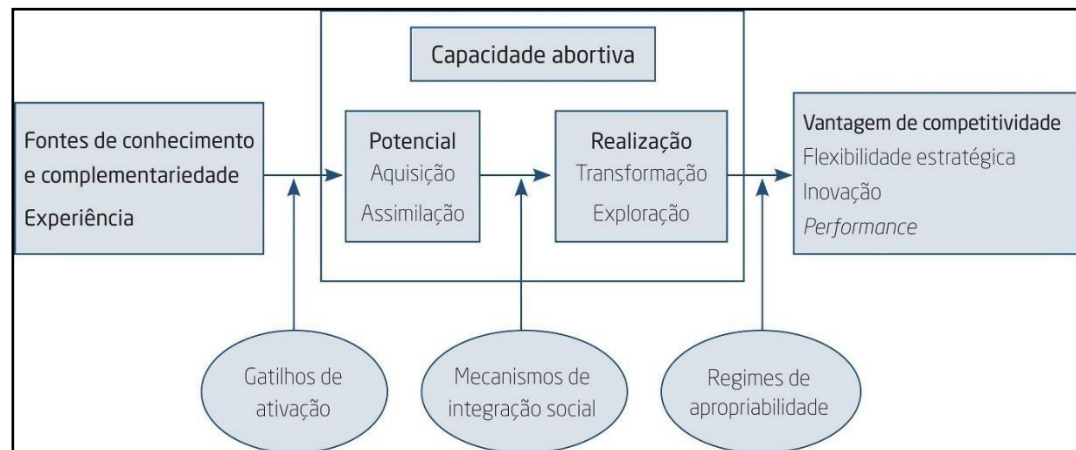 Capacidade abortiva
Fontes de conhecimento
e complementariedade
Experiência
Potencial
Aquisição
Assimilação
Realização
Transformação
Exploração
Vantagem de competitividade
Flexibilidade estratégica
Inovação
Performance
Gatilhos de
ativação
Mecanismos de
integração social
Regimes de
apropriabilidade